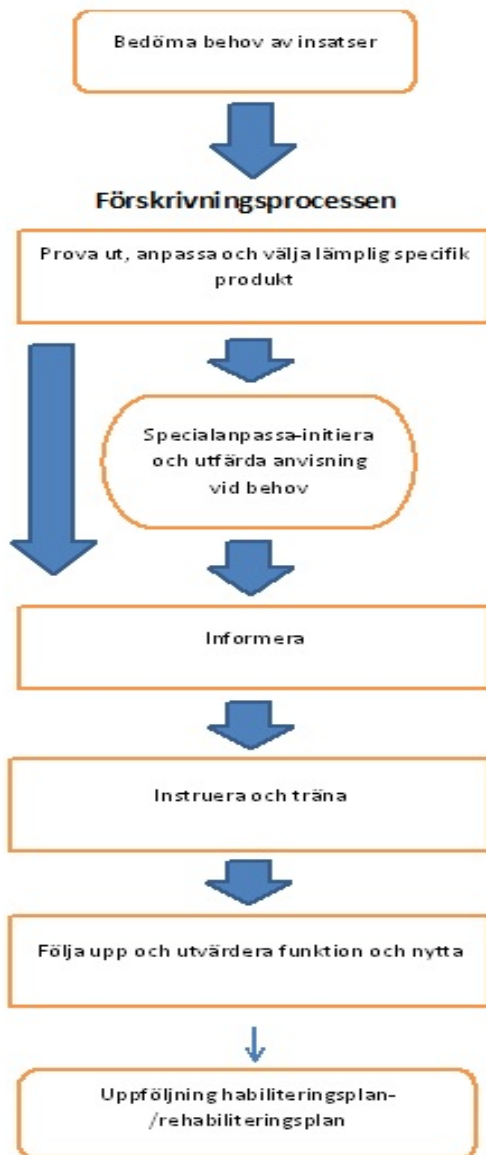 Bedöma behov av insatser
Förskrivningsprocessen
Prova ut, anpassa och välja lämplig specifik
produkt
Specialanpassa-initiera
och utfärda anvisning
vid behov
Informera
Instruera och träna
Följa upp och utvärdera funktion och nytta
Uppföljning habiliteringsplan-
/rehabiliteringsplan